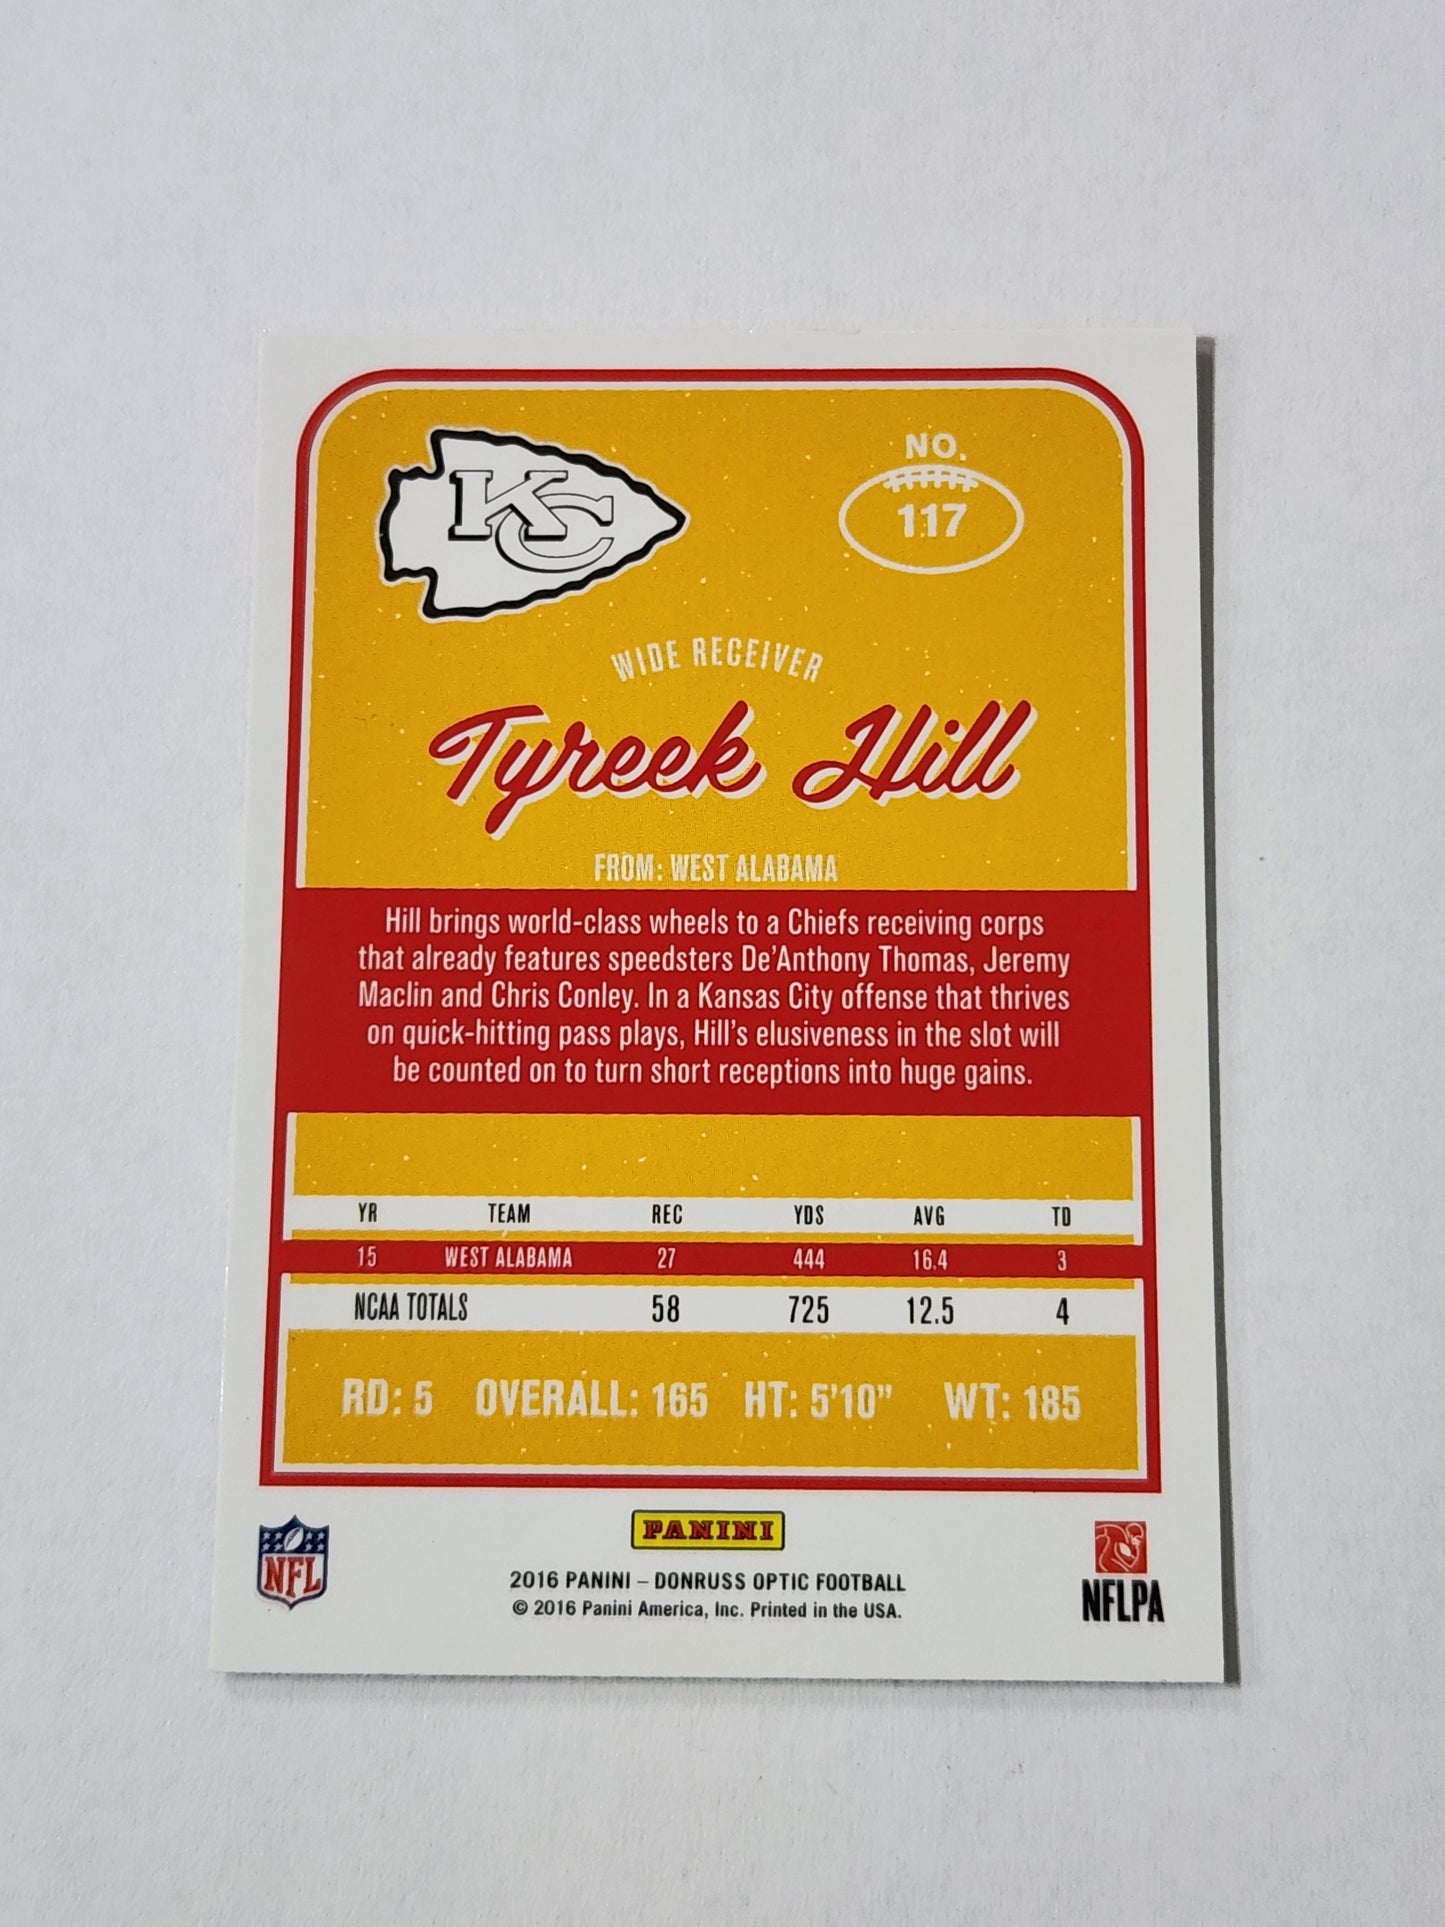 KC
NO.
117
WIDE RECEIVER
Tyreek Hill
FROM: WEST ALABAMA
Hill brings world-class wheels to a Chiefs receiving corps
that already features speedsters De'Anthony Thomas, Jeremy
Maclin and Chris Conley. In a Kansas City offense that thrives
on quick-hitting pass plays, Hill's elusiveness in the slot will
be counted on to turn short receptions into huge gains.
YR TEAM REC YDS AVG TD
15 WEST ALABAMA 27 444 16.4 3
NCAA TOTALS 58 725 12.5 4
RD: 5 OVERALL: 165 HT: 5'10" WT: 185
NFL
PANINI
2016 PANINI – DONRUSS OPTIC FOOTBALL
© 2016 Panini America, Inc. Printed in the USA.
NFLPA